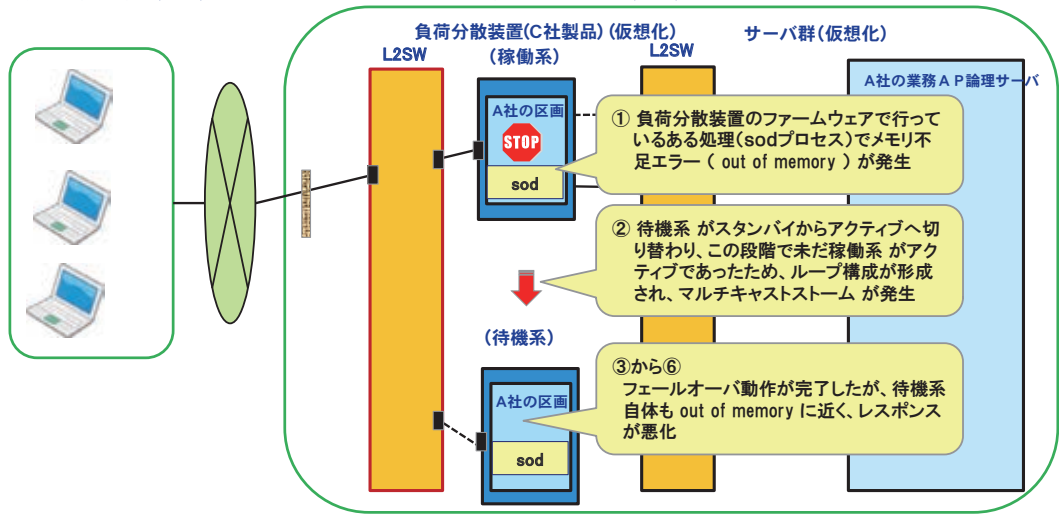 負荷分散装置(C社製品)(仮想化)
サーバ群(仮想化)
L2SW
(稼働系)
L2SW
A社の業務AP論理サーバ
A社の区画
STOP
sod
① 負荷分散装置のファームウェアで行って
いるある処理(sodプロセス)でメモリ不
足エラー ( out of memory ) が発生
② 待機系 がスタンバイからアクティブへ切
り替わり、この段階で未だ稼働系 がアク
ティブであったため、ループ構成が形成
され、マルチキャストストーム が発生
(待機系)
A社の区画
sod
③から⑥
フェールオーバ動作が完了したが、待機系
自体も out of memory に近く、レスポンス
が悪化